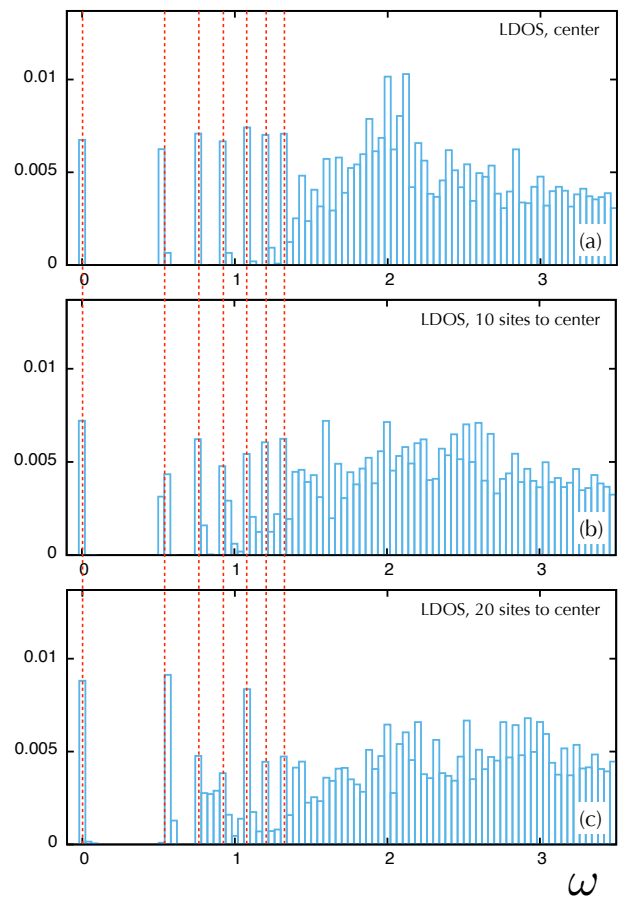 LDOS, center
0.01
0.005
0
(a)
0 1 2 3
LDOS, 10 sites to center
0.01
0.005
0
(b)
0 1 2 3
LDOS, 20 sites to center
0.01
0.005
0
(c)
0 1 2 3
ω